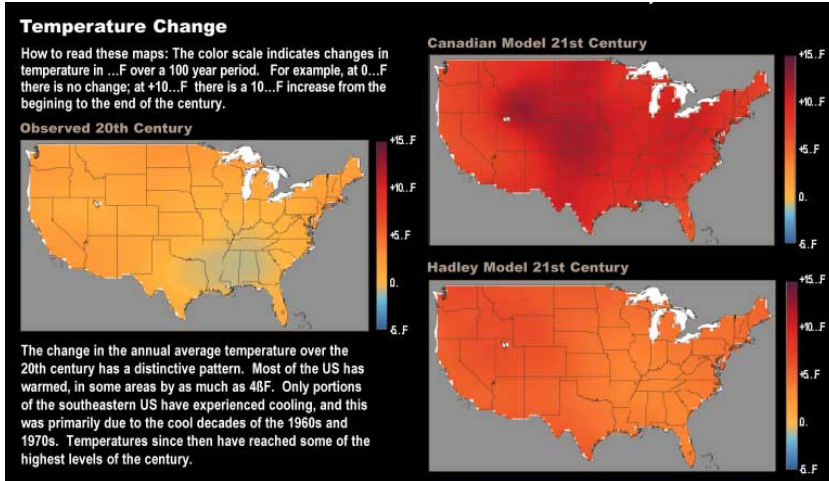 Temperature Change
How to read these maps: The color scale indicates changes in
temperature in ...F over a 100 year period. For example, at 0...F
there is no change; at +10...F there is a 10...F increase from the
begining to the end of the century.
Observed 20th Century
+15..F
+10..F
+5..F
0.
-5..F
The change in the annual average temperature over the
20th century has a distinctive pattern. Most of the US has
warmed, in some areas by as much as 4ßF. Only portions
of the southeastern US have experienced cooling, and this
was primarily due to the cool decades of the 1960s and
1970s. Temperatures since then have reached some of the
highest levels of the century.
Canadian Model 21st Century
+15..F
+10..F
+5..F
0.
-5..F
Hadley Model 21st Century
+15..F
+10..F
+5..F
0.
-5..F